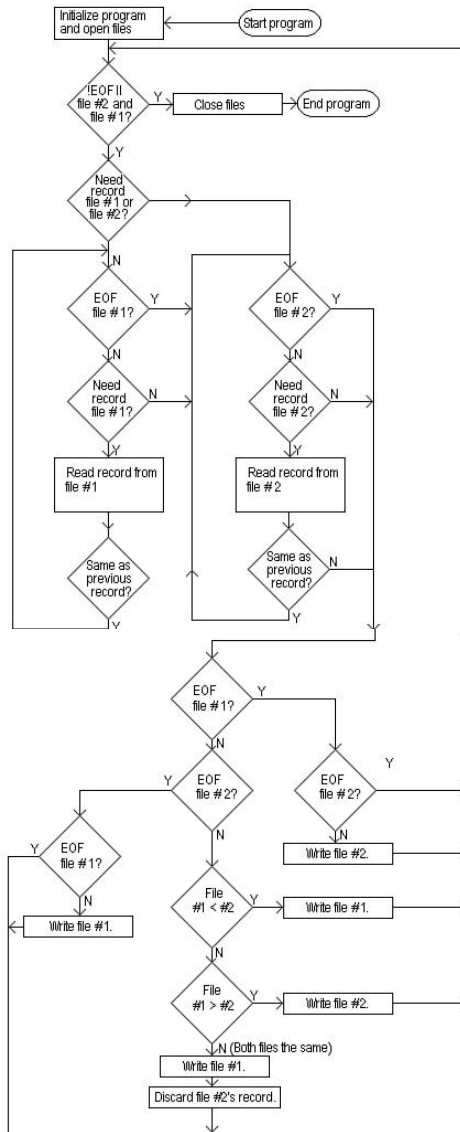 Initialize program
and open files
Start program
!EOF II
file #2 and
file #1?
Y
Close files
End program
Y
Need
record
file #1 or
file #2?
N
EOF
file #1?
Y
EOF
file #2?
Y
N
N
Need
record
file #1?
N
Need
record
file #2?
N
Y
Y
Read record from
file #1
Read record from
file #2
Same as
previous
record?
Same as
previous
record?
N
Y
Y
EOF
file #1?
Y
N
Y
EOF
file #2?
EOF
file #2?
Y
N
N
Y
EOF
file #1?
Write file #2.
N
Write file #1.
File
#1 < #2
Y
Write file #1.
N
File
#1 > #2
Y
Write file #2.
N (Both files the same)
Write file #1.
Discard file #2's record.